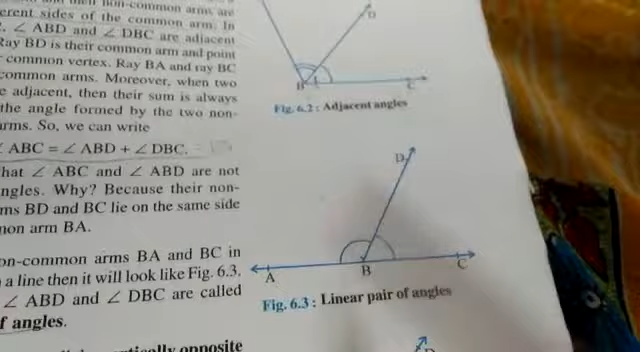 non-common arms are
erent sides of the common arm. In
∠ ABD and ∠ DBC are adjacent
Ray BD is their common arm and point
common vertex. Ray BA and ray BC
common arms. Moreover, when two
e adjacent, then their sum is always
the angle formed by the two non-
arms. So, we can write
∠ ABC = ∠ ABD + ∠ DBC.
hat ∠ ABC and ∠ ABD are not
ngles. Why? Because their non-
ms BD and BC lie on the same side
non arm BA.
on-common arms BA and BC in
a line then it will look like Fig. 6.3.
∠ ABD and ∠ DBC are called
f angles.
opposite
D
B
C
Fig. 6.2 : Adjacent angles
D
A
B
C
Fig. 6.3 : Linear pair of angles
D